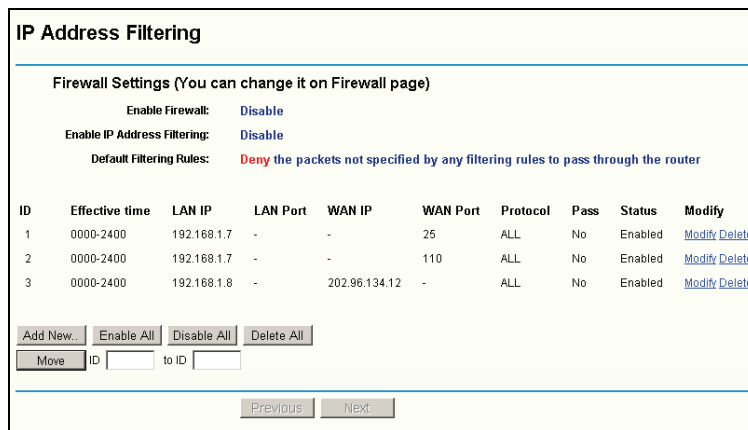 IP Address Filtering
Firewall Settings (You can change it on Firewall page)
Enable Firewall: Disable
Enable IP Address Filtering: Disable
Default Filtering Rules: Deny the packets not specified by any filtering rules to pass through the router
ID Effective time LAN IP LAN Port WAN IP WAN Port Protocol Pass Status Modify
1 0000-2400 192.168.1.7 - - 25 ALL No Enabled Modify Delete
2 0000-2400 192.168.1.7 - - 110 ALL No Enabled Modify Delete
3 0000-2400 192.168.1.8 - 202.96.134.12 - ALL No Enabled Modify Delete
Add New.. Enable All Disable All Delete All
Move ID to ID
Previous Next